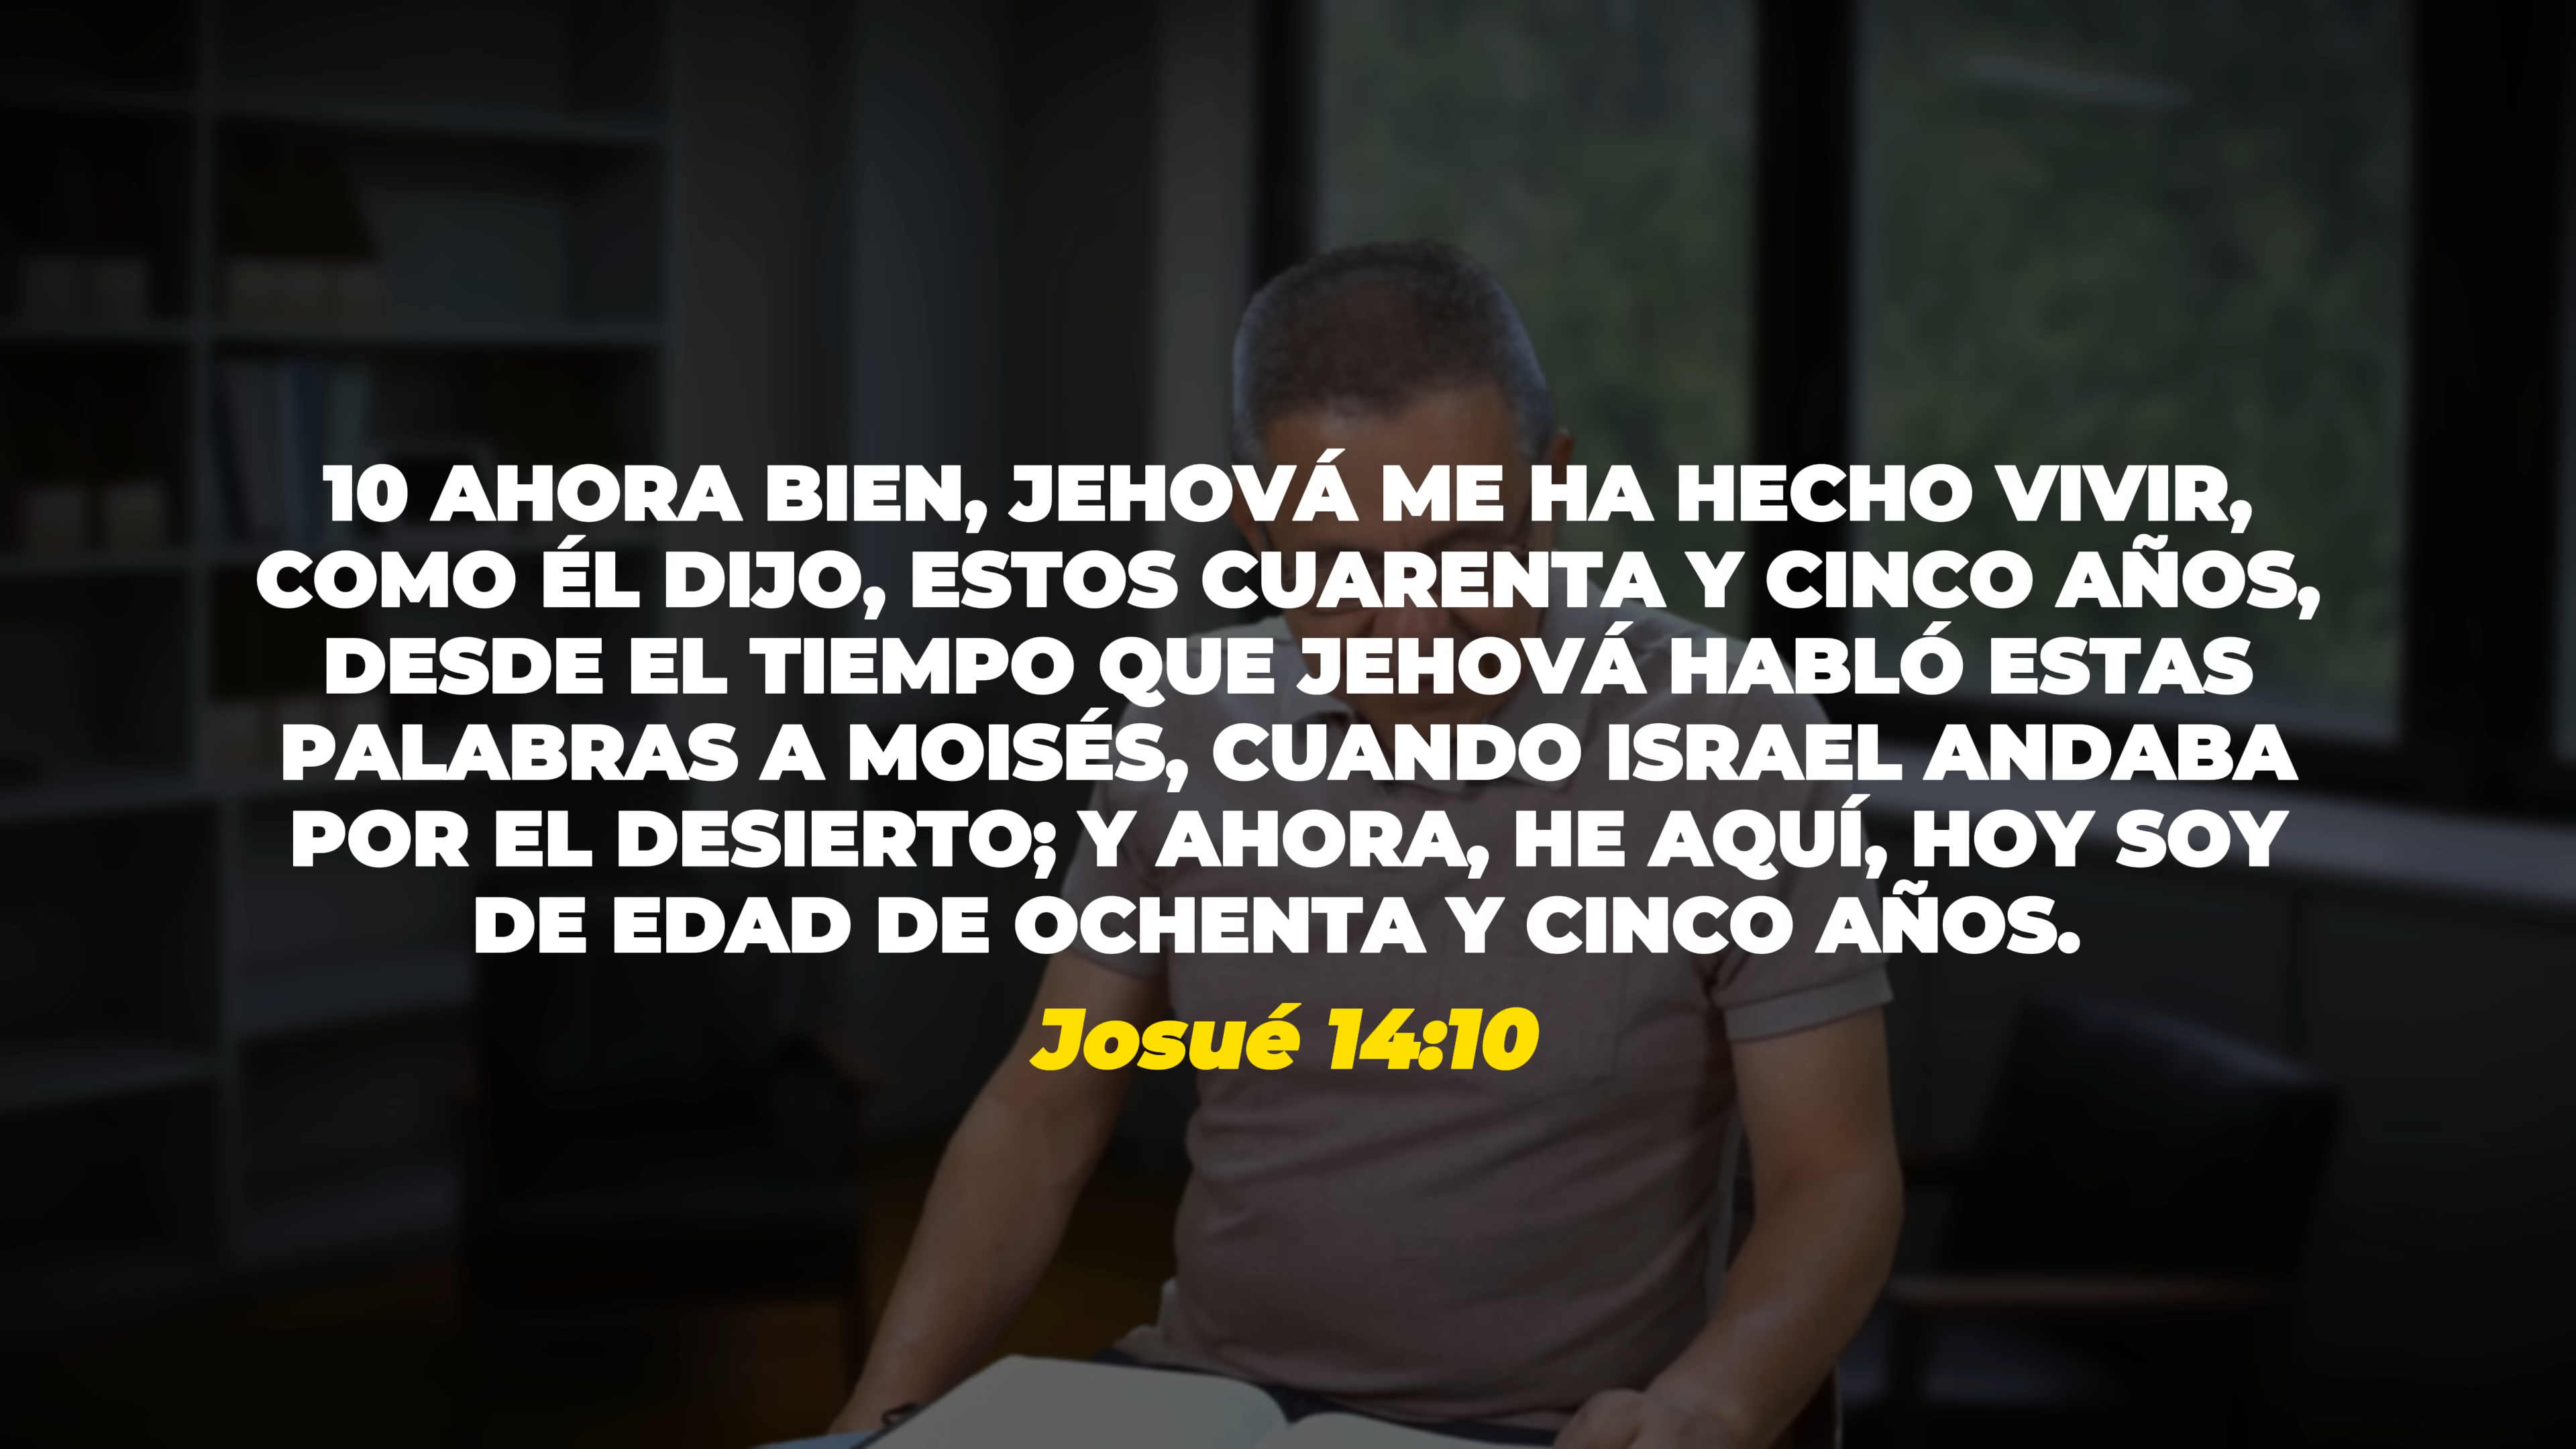 10 AHORA BIEN, JEHOVÁ ME HA HECHO VIVIR,
COMO ÉL DIJO, ESTOS CUARENTA Y CINCO AÑOS,
DESDE EL TIEMPO QUE JEHOVÁ HABLÓ ESTAS
PALABRAS A MOISÉS, CUANDO ISRAEL ANDABA
POR EL DESIERTO; Y AHORA, HE AQUÍ, HOY SOY
DE EDAD DE OCHENTA Y CINCO AÑOS.
Josué 14:10